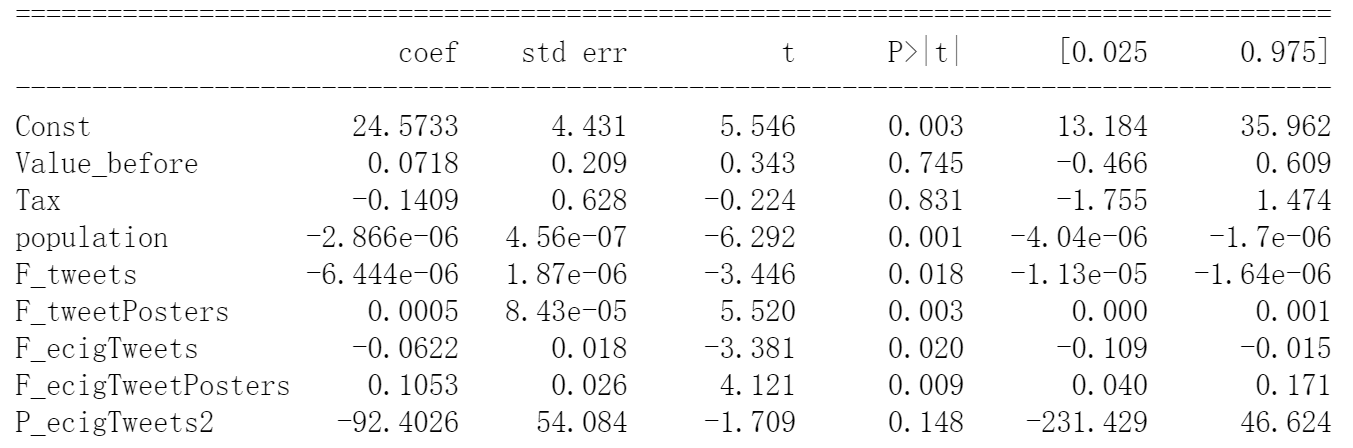 coef std err t P>|t| [0.025 0.975]
Const 24.5733 4.431 5.546 0.003 13.184 35.962
Value_before 0.0718 0.209 0.343 0.745 -0.466 0.609
Tax -0.1409 0.628 -0.224 0.831 -1.755 1.474
population -2.866e-06 4.56e-07 -6.292 0.001 -4.04e-06 -1.7e-06
F_tweets -6.444e-06 1.87e-06 -3.446 0.018 -1.13e-05 -1.64e-06
F_tweetPosters 0.0005 8.43e-05 5.520 0.003 0.000 0.001
F_ecigTweets -0.0622 0.018 -3.381 0.020 -0.109 -0.015
F_ecigTweetPosters 0.1053 0.026 4.121 0.009 0.040 0.171
P_ecigTweets2 -92.4026 54.084 -1.709 0.148 -231.429 46.624